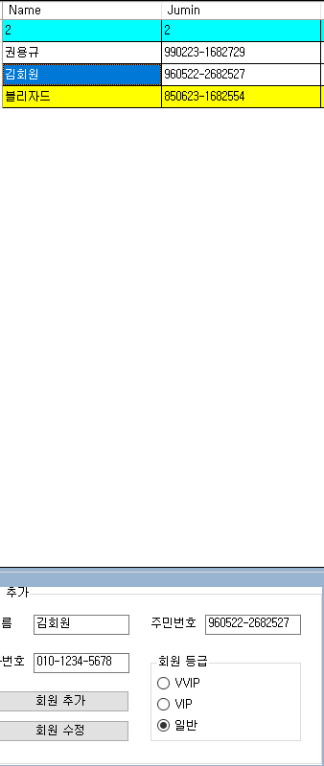 Name Jumin
2 2
권용규 990223-1682729
김회원 960522-2682527
블리자드 850623-1682554
추가
름 김회원 주민번호 960522-2682527
번호 010-1234-5678 회원 등급
VVIP
회원 추가 VIP
회원 수정 일반